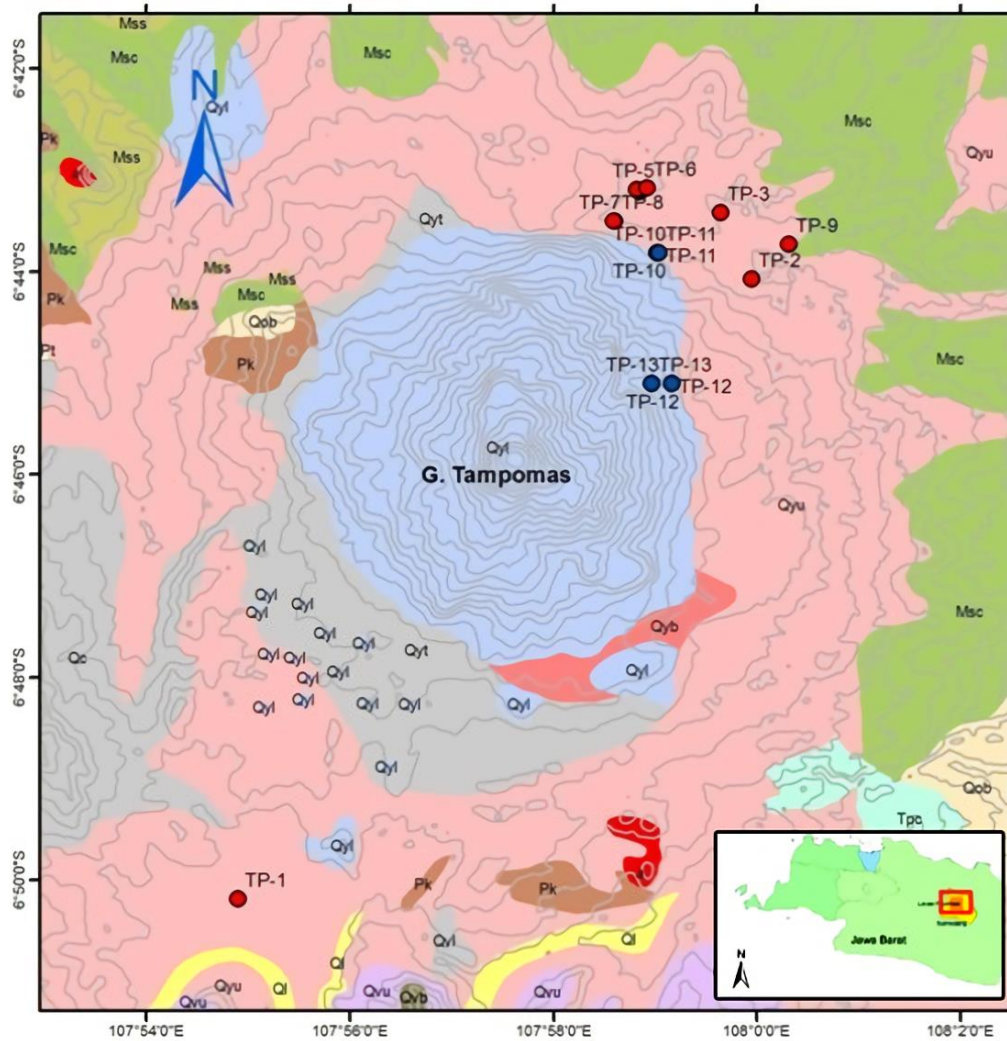 Mss
Msc
Msc
6°42'0"S
N
Qyl
Msc
Pk
Mss
Qyu
TP-5TP-6
TP-3
TP-7TP-8
Qyt
TP-9
TP-10TP-11
Msc
TP-11
TP-2
TP-10
6°44'0"S
Mss
Mss
Msc
Pk
Mss
Qob
Pt
Pk
Msc
TP-13TP-13
TP-12
TP-12
Qyl
6°46'0"S
G. Tampomas
Qyu
Qyl
Qyl
Qyl
Qyl
Msc
Qyl
Qyb
Qyl
Qyt
Qc
Qyl
Qyl
Qyl
Qyl
6°48'0"S
Qyl
Qyl
Qyl
Qyl
Qyl
Qyl
Qyl
Qob
Tpc
Qyl
6°50'0"S
TP-1
Pk
Pk
Jawa Barat
N
Ql
Ql
Qyu
Ql
Qvu
Qvu
Qvb
Qvu
107°54'0"E
107°56'0"E
107°58'0"E
108°0'0"E
108°2'0"E